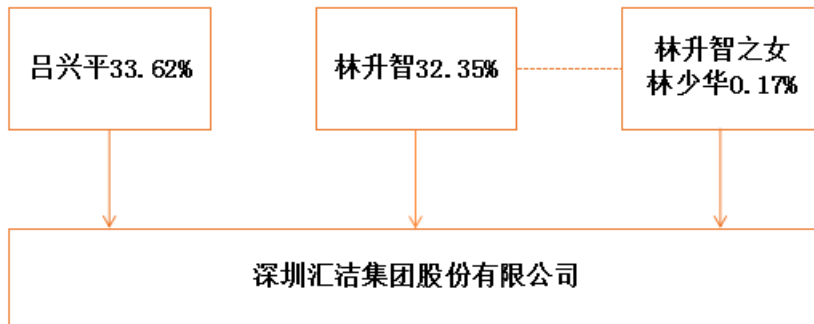 吕兴平33.62%
林升智32.35%
林升智之女
林少华0.17%
深圳汇洁集团股份有限公司